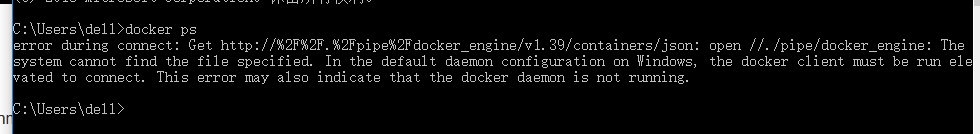 C:\Users\dell>docker ps
error during connect: Get http://%2F%2F.%2Fpipe%2Fdocker_engine/v1.39/containers/json: open //./pipe/docker_engine: The
system cannot find the file specified. In the default daemon configuration on Windows, the docker client must be run ele
vated to connect. This error may also indicate that the docker daemon is not running.
C:\Users\dell>